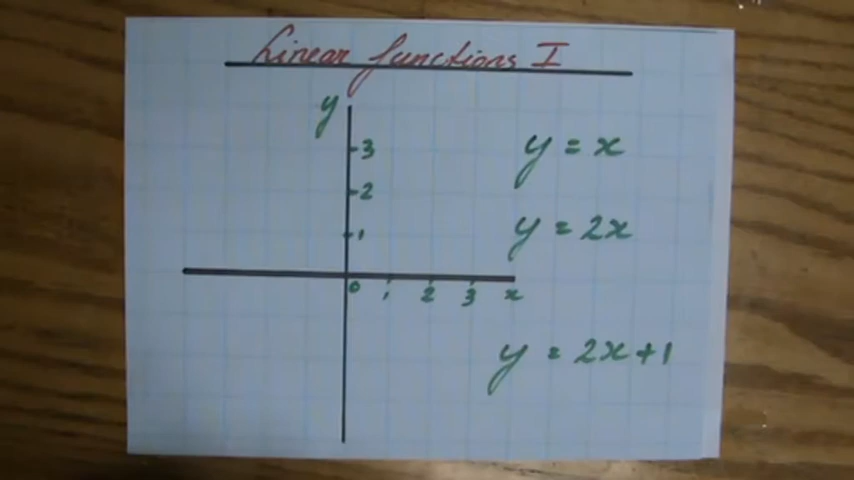 Linear functions I
y
3
y = x
2
1
y = 2x
0 1 2 3 x
y = 2x+1